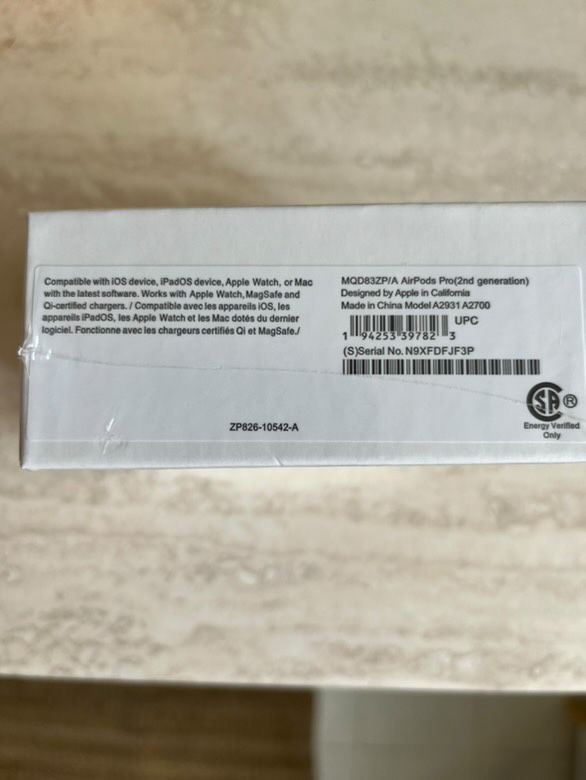 Compatible with iOS device, iPadOS device, Apple Watch, or Mac
with the latest software. Works with Apple Watch,MagSafe and
Qi-certified chargers. / Compatible avec les appareils iOS, les
appareils iPadOS, les Apple Watch et les Mac dotés du dernier
logiciel. Fonctionne avec les chargeurs certifiés Qi et MagSafe./
ZP826-10542-A
MQD83ZP/A AirPods Pro(2nd generation)
Designed by Apple in California
Made in China Model A2931 A2700
UPC
1 94253 39782 3
(S)Serial No. N9XFDFJF3P
SA ®
Energy Verified
Only